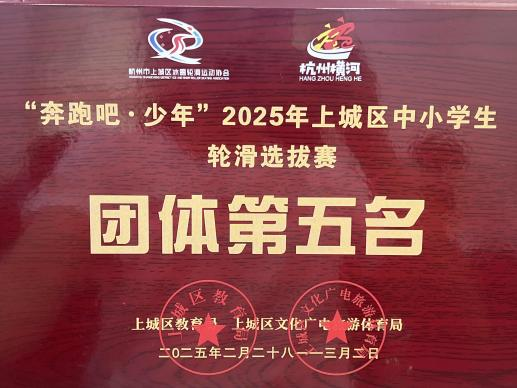 杭州市上城区冰雪轮滑运动协会
杭州横河
HANG ZHOU HENG HE
“奔跑吧·少年”2025年上城区中小学生
轮滑选拔赛
团体第五名
上城区教育局 上城区文化广电旅游体育局
二〇二五年二月二十八——三月二日